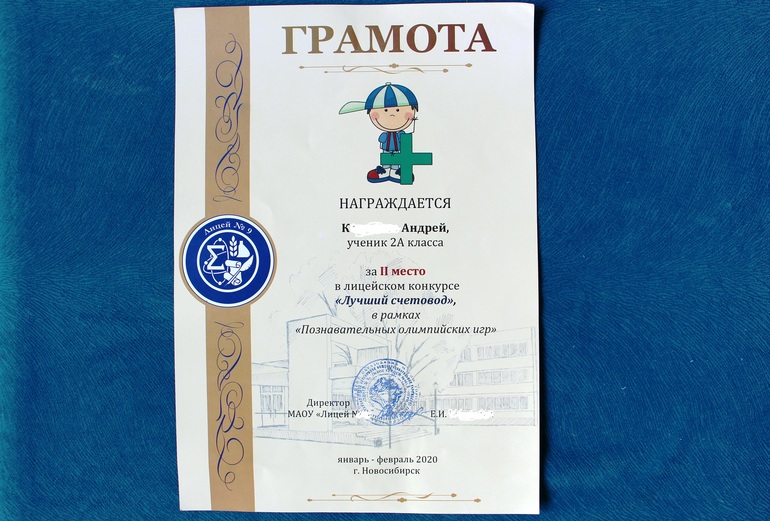 ГРАМОТА
НАГРАЖДАЕТСЯ
К Андрей,
ученик 2А класса
за II место
в лицейском конкурсе
«Лучший счетовод»,
в рамках
«Познавательных олимпийских игр»
Лицей № 9
Директор
МАОУ «Лицей № Е.И.
январь - февраль 2020
г. Новосибирск